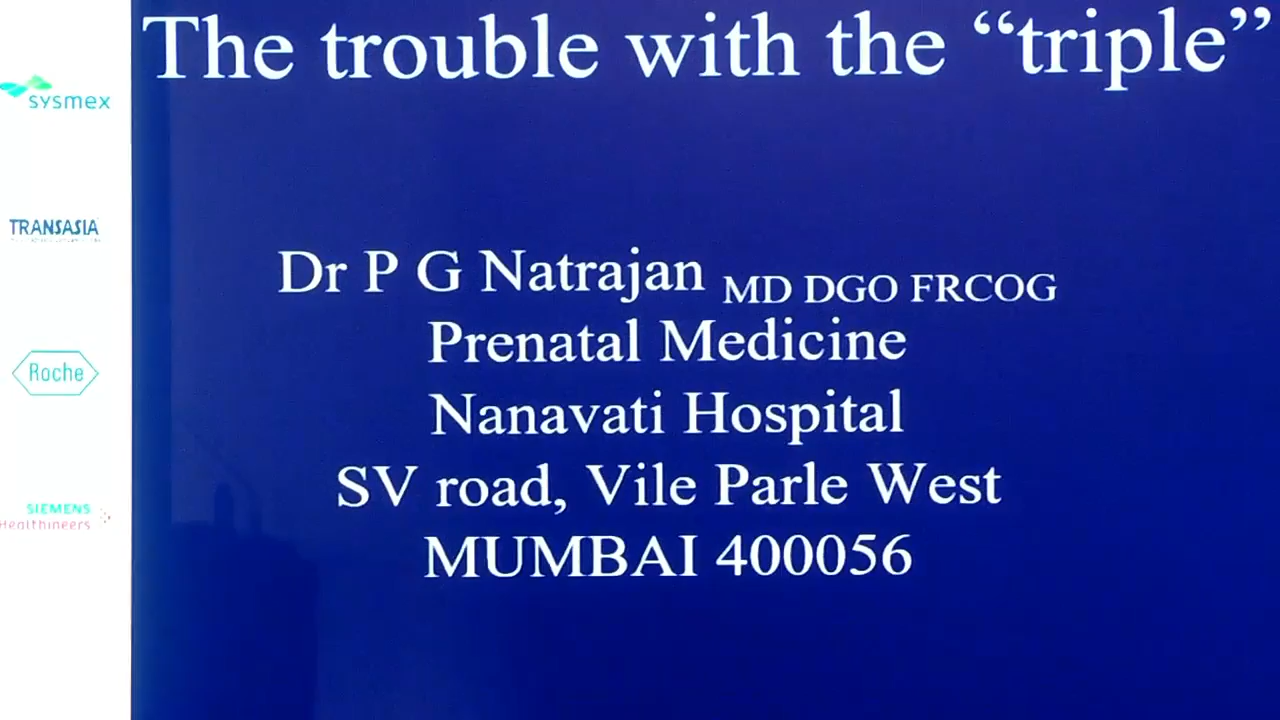 The trouble with the “triple”
sysmex
TRANSASIA
Roche
SIEMENS
Healthineers
Dr P G Natrajan MD DGO FRCOG
Prenatal Medicine
Nanavati Hospital
SV road, Vile Parle West
MUMBAI 400056